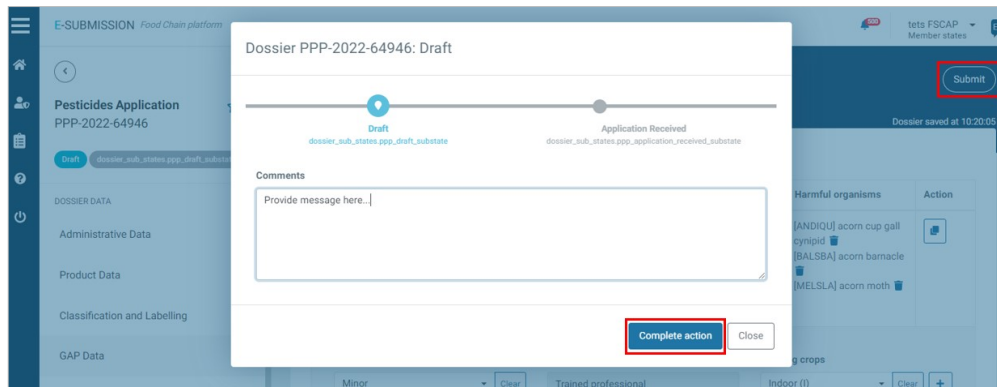 E-SUBMISSION Food Chain platform
tets FSCAP
Member states
Submit
Dossier saved at 10:20:05
Pesticides Application
PPP-2022-64946
Draft
dossier_sub_states.ppp_draft_substat
DOSSIER DATA
Administrative Data
Product Data
Classification and Labelling
GAP Data
Dossier PPP-2022-64946: Draft
Draft
dossier_sub_states.ppp_draft_substate
Application Received
dossier_sub_states.ppp_application_received_substate
Comments
Provide message here...
Complete action
Close
Harmful organisms
Action
[ANDIQU] acorn cup gall
cynipid
[BALSBA] acorn barnacle
[MELSLA] acorn moth
g crops
Minor
Clear
Trained professional
Indoor (I)
Clear